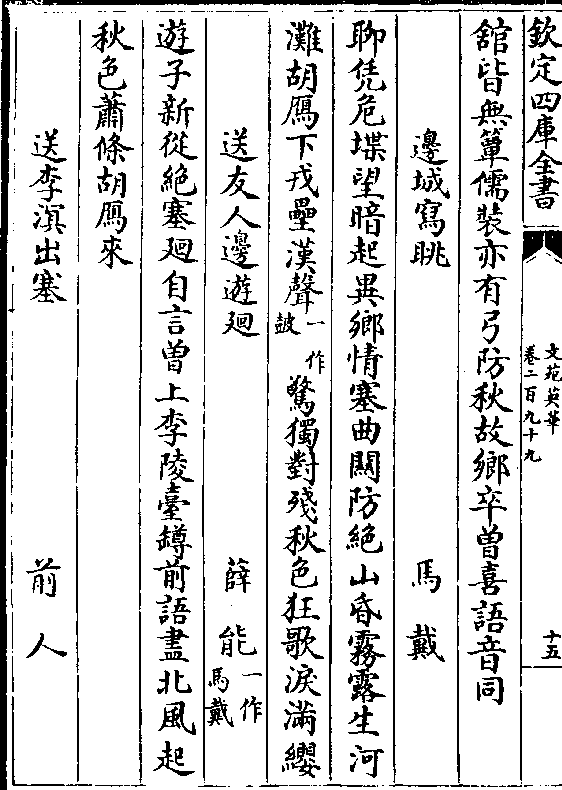 欽定四庫全書
文苑英華
卷二百九十九
十五
舘皆無簟儒裝亦有弓防秋故鄉卒曽喜語音同
邊城寫眺　馬戴
聊凭危堞望暗起異鄉情塞曲闗防絶山昏霧露生河
灘胡鴈下戎壘漢聲一作鼓驚獨對殘秋色狂歌淚滿纓
送友人邊遊廻　薛能一作馬戴
遊子新從絶塞廻自言曽上李陵臺鐏前語盡北風起
秋色蕭條胡鴈來
送李滇出塞　前人